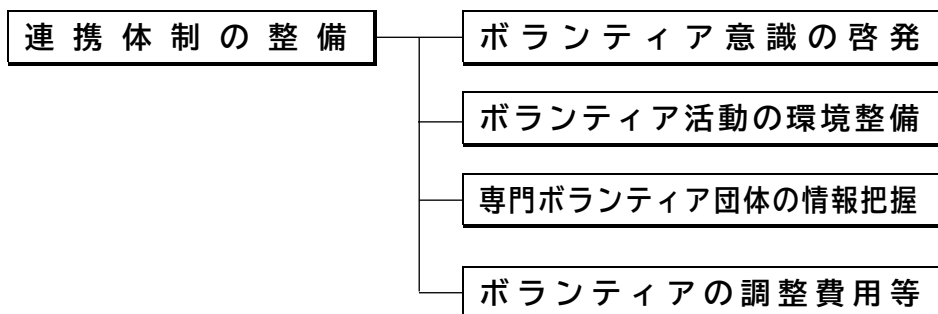 連携体制の整備
ボランティア意識の啓発
ボランティア活動の環境整備
専門ボランティア団体の情報把握
ボランティアの調整費用等